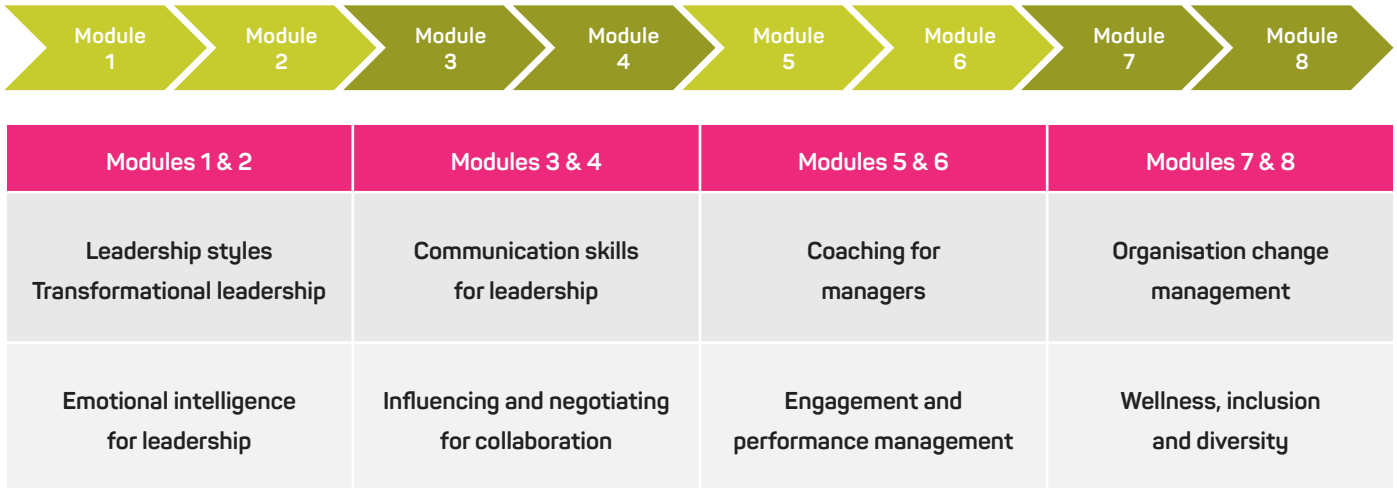 Module
1
Module
2
Module
3
Module
4
Module
5
Module
6
Module
7
Module
8
Modules 1 & 2
Modules 3 & 4
Modules 5 & 6
Modules 7 & 8
Leadership styles
Transformational leadership
Communication skills
for leadership
Coaching for
managers
Organisation change
management
Emotional intelligence
for leadership
Influencing and negotiating
for collaboration
Engagement and
performance management
Wellness, inclusion
and diversity